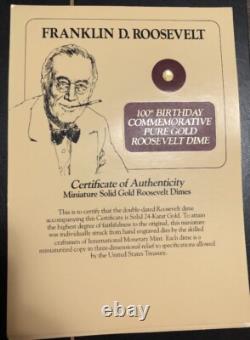 FRANKLIN D. ROOSEVELT
100th BIRTHDAY
COMMEMORATIVE
PURE GOLD
ROOSEVELT DIME
Certificate of Authenticity
Miniature Solid Gold Roosevelt Dimes
This is to certify that the double-dated Roosevelt dime
accompanying this Certificate is Solid 24-Karat Gold. To attain
the highest degree of faithfulness to the original, this miniature
was individually struck from hand engraved dies by the skilled
craftsmen of International Monetary Mint. Each dime is a
miniaturized copy in three-dimensional relief to specifications allowed
by the United States Treasure.